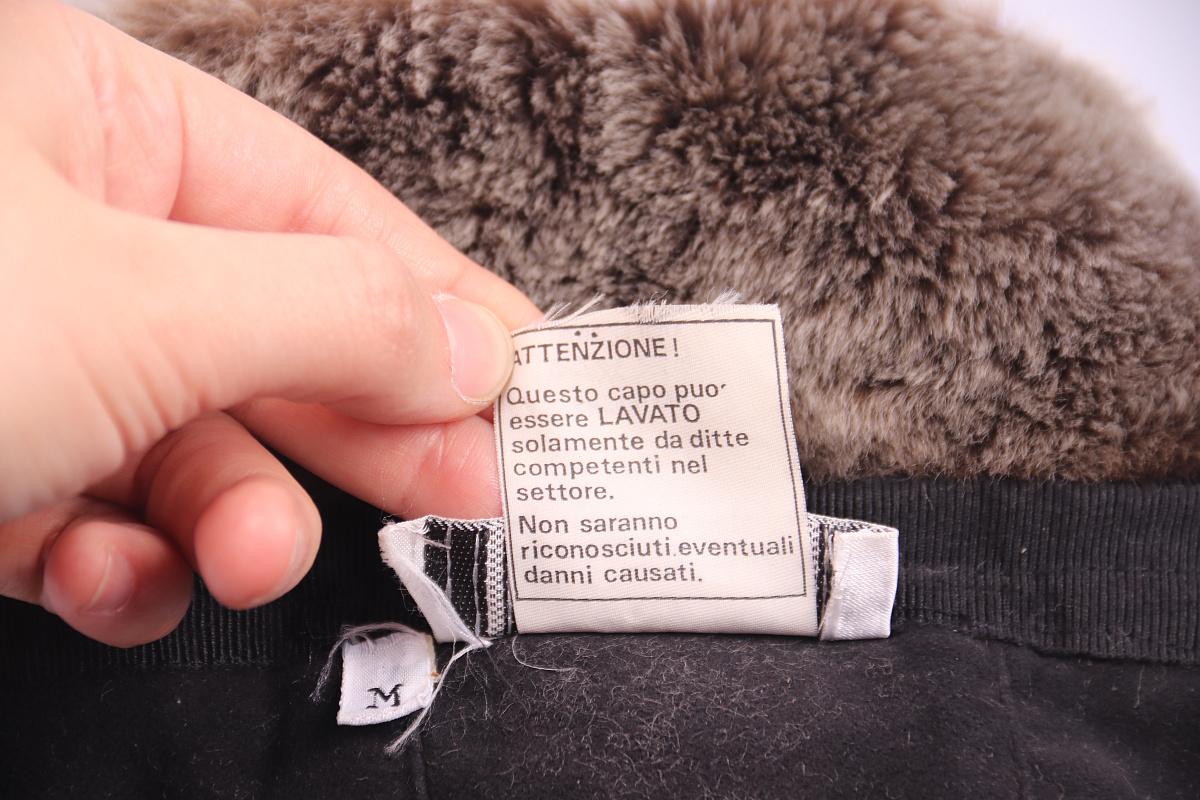 ATTENZIONE!
Questo capo puo'
essere LAVATO
solamente da ditte
competenti nel
settore.
Non saranno
riconosciuti eventuali
danni causati.
M